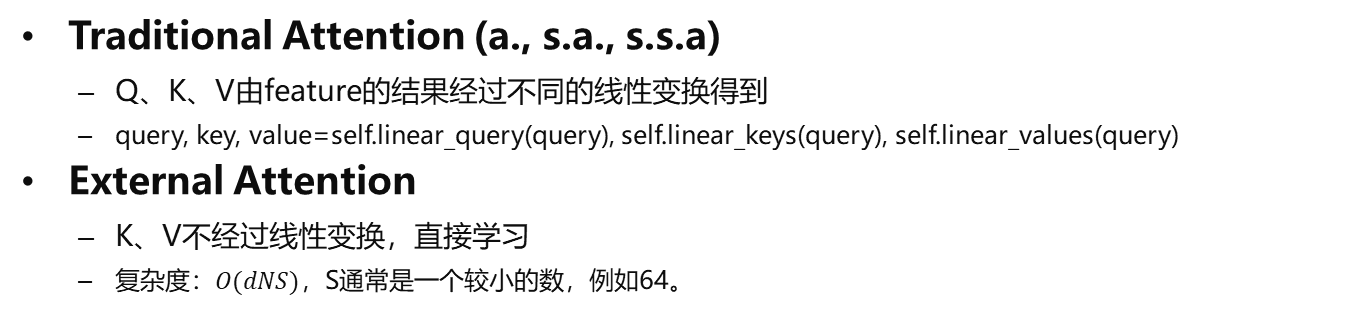 • Traditional Attention (a., s.a., s.s.a)
– Q、K、V由feature的结果经过不同的线性变换得到
– query, key, value=self.linear_query(query), self.linear_keys(query), self.linear_values(query)
• External Attention
– K、V不经过线性变换，直接学习
– 复杂度：O(dNS)，S通常是一个较小的数，例如64。